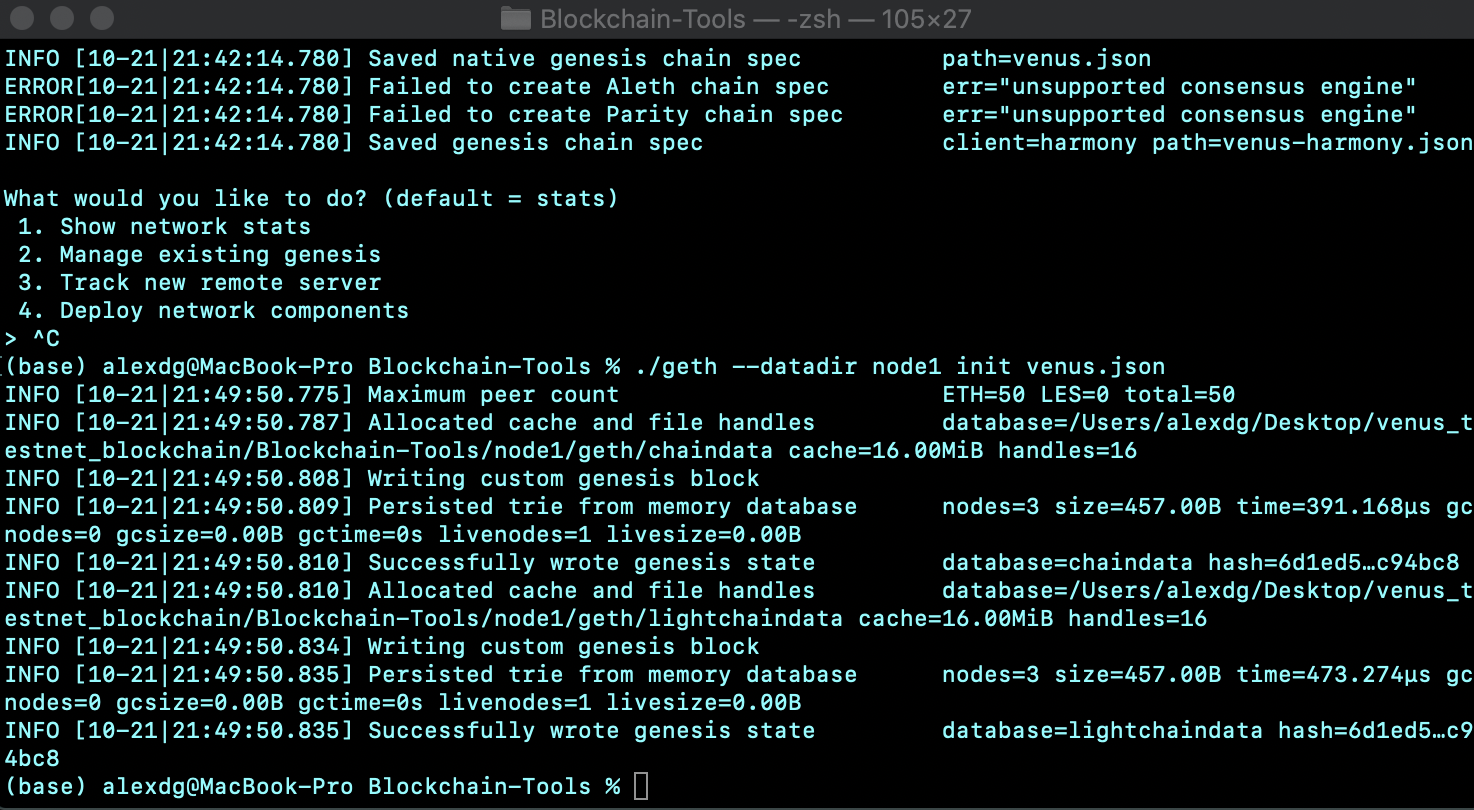 Blockchain-Tools — -zsh — 105×27
INFO [10-21|21:42:14.780] Saved native genesis chain spec          path=venus.json
ERROR[10-21|21:42:14.780] Failed to create Aleth chain spec        err="unsupported consensus engine"
ERROR[10-21|21:42:14.780] Failed to create Parity chain spec       err="unsupported consensus engine"
INFO [10-21|21:42:14.780] Saved genesis chain spec                 client=harmony path=venus-harmony.json
What would you like to do? (default = stats)
 1. Show network stats
 2. Manage existing genesis
 3. Track new remote server
 4. Deploy network components
> ^C
(base) alexdg@MacBook-Pro Blockchain-Tools % ./geth --datadir node1 init venus.json
INFO [10-21|21:49:50.775] Maximum peer count                       ETH=50 LES=0 total=50
INFO [10-21|21:49:50.787] Allocated cache and file handles         database=/Users/alexdg/Desktop/venus_t
estnet_blockchain/Blockchain-Tools/node1/geth/chaindata cache=16.00MiB handles=16
INFO [10-21|21:49:50.808] Writing custom genesis block
INFO [10-21|21:49:50.809] Persisted trie from memory database      nodes=3 size=457.00B time=391.168µs gc
nodes=0 gcsize=0.00B gctime=0s livenodes=1 livesize=0.00B
INFO [10-21|21:49:50.810] Successfully wrote genesis state         database=chaindata hash=6d1ed5…c94bc8
INFO [10-21|21:49:50.810] Allocated cache and file handles         database=/Users/alexdg/Desktop/venus_t
estnet_blockchain/Blockchain-Tools/node1/geth/lightchaindata cache=16.00MiB handles=16
INFO [10-21|21:49:50.834] Writing custom genesis block
INFO [10-21|21:49:50.835] Persisted trie from memory database      nodes=3 size=457.00B time=473.274µs gc
nodes=0 gcsize=0.00B gctime=0s livenodes=1 livesize=0.00B
INFO [10-21|21:49:50.835] Successfully wrote genesis state         database=lightchaindata hash=6d1ed5…c9
4bc8
(base) alexdg@MacBook-Pro Blockchain-Tools %